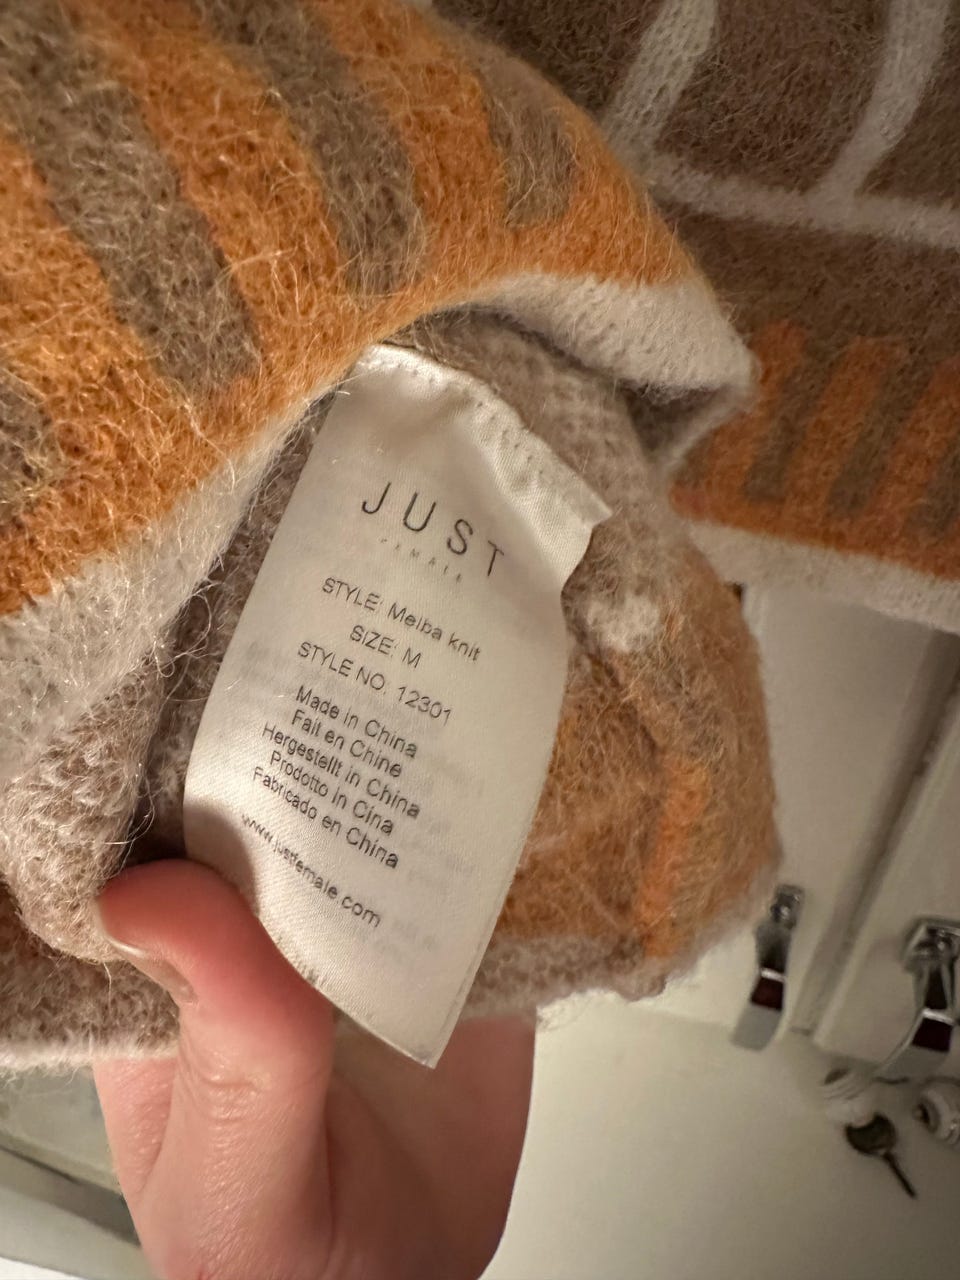 JUST
FEMALE
STYLE: Melba knit
SIZE: M
STYLE NO. 12301
Made in China
Fait en Chine
Hergestellt in China
Prodotto in Cina
Fabricado en China
www.justfemale.com